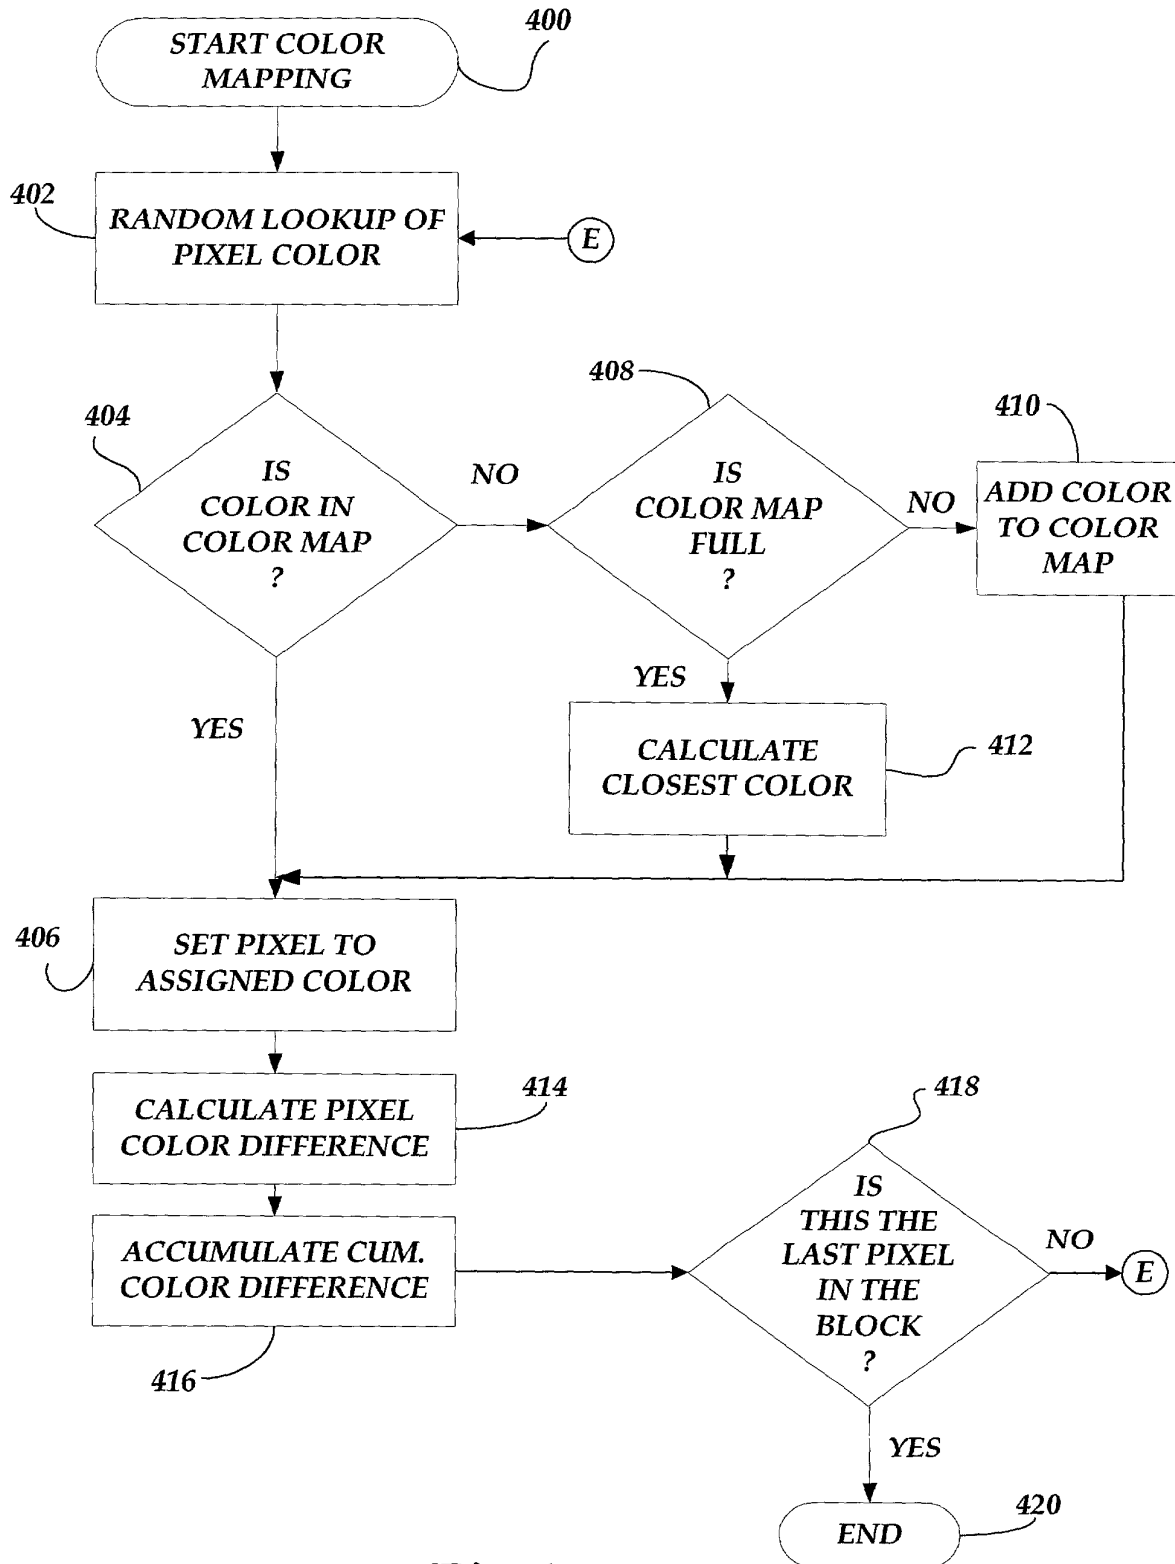 400
START COLOR
MAPPING
402
RANDOM LOOKUP OF
PIXEL COLOR
E
404
IS
COLOR IN
COLOR MAP
?
NO
408
IS
COLOR MAP
FULL
?
NO
410
ADD COLOR
TO COLOR
MAP
YES
YES
CALCULATE
CLOSEST COLOR
412
406
SET PIXEL TO
ASSIGNED COLOR
CALCULATE PIXEL
COLOR DIFFERENCE
414
ACCUMULATE CUM.
COLOR DIFFERENCE
416
418
IS
THIS THE
LAST PIXEL
IN THE
BLOCK
?
NO
E
YES
END
420